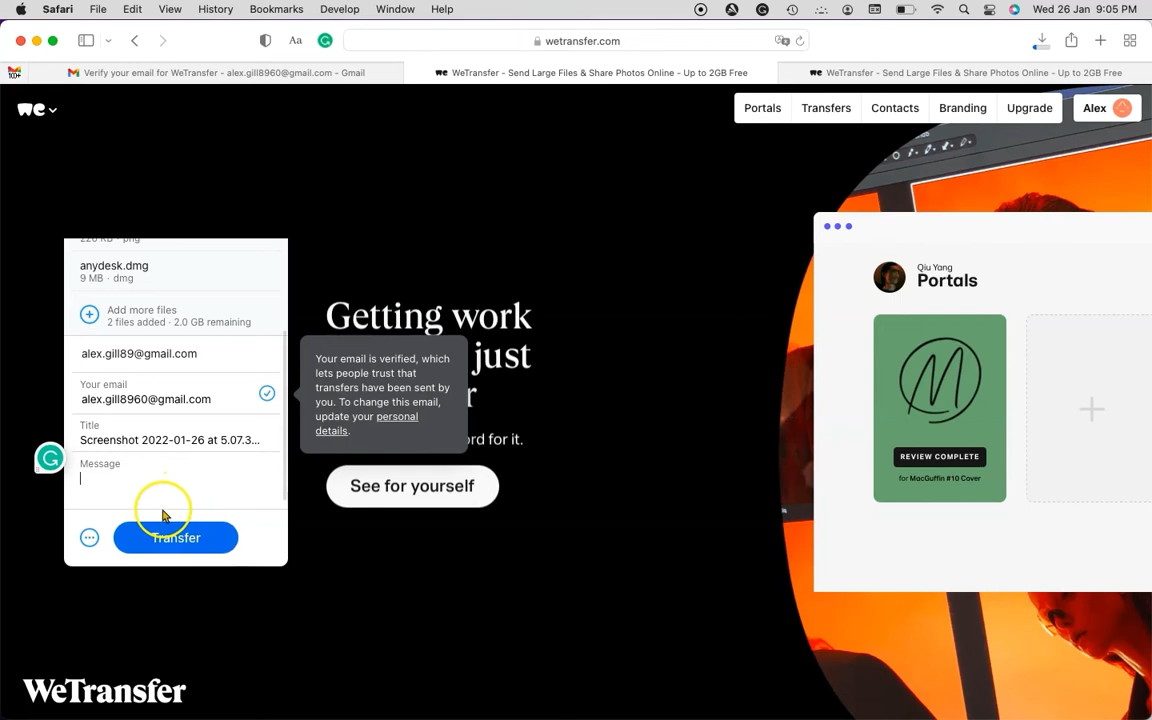 Safari File Edit View History Bookmarks Develop Window Help Wed 26 Jan 9:05 PM
AA wetransfer.com
100+ Verify your email for WeTransfer - alex.gill8960@gmail.com - Gmail
WeTransfer - Send Large Files & Share Photos Online - Up to 2GB Free
WeTransfer - Send Large Files & Share Photos Online - Up to 2GB Free
we
Portals Transfers Contacts Branding Upgrade Alex
anydesk.dmg
9 MB · dmg
Add more files
2 files added · 2.0 GB remaining
alex.gill89@gmail.com
Your email
alex.gill8960@gmail.com
Title
Screenshot 2022-01-26 at 5.07.3...
Message
Transfer
Your email is verified, which
lets people trust that
transfers have been sent by
you. To change this email,
update your personal
details.
Getting work
just
for it.
See for yourself
Qiu Yang
Portals
M
REVIEW COMPLETE
for MacGuffin #10 Cover
WeTransfer